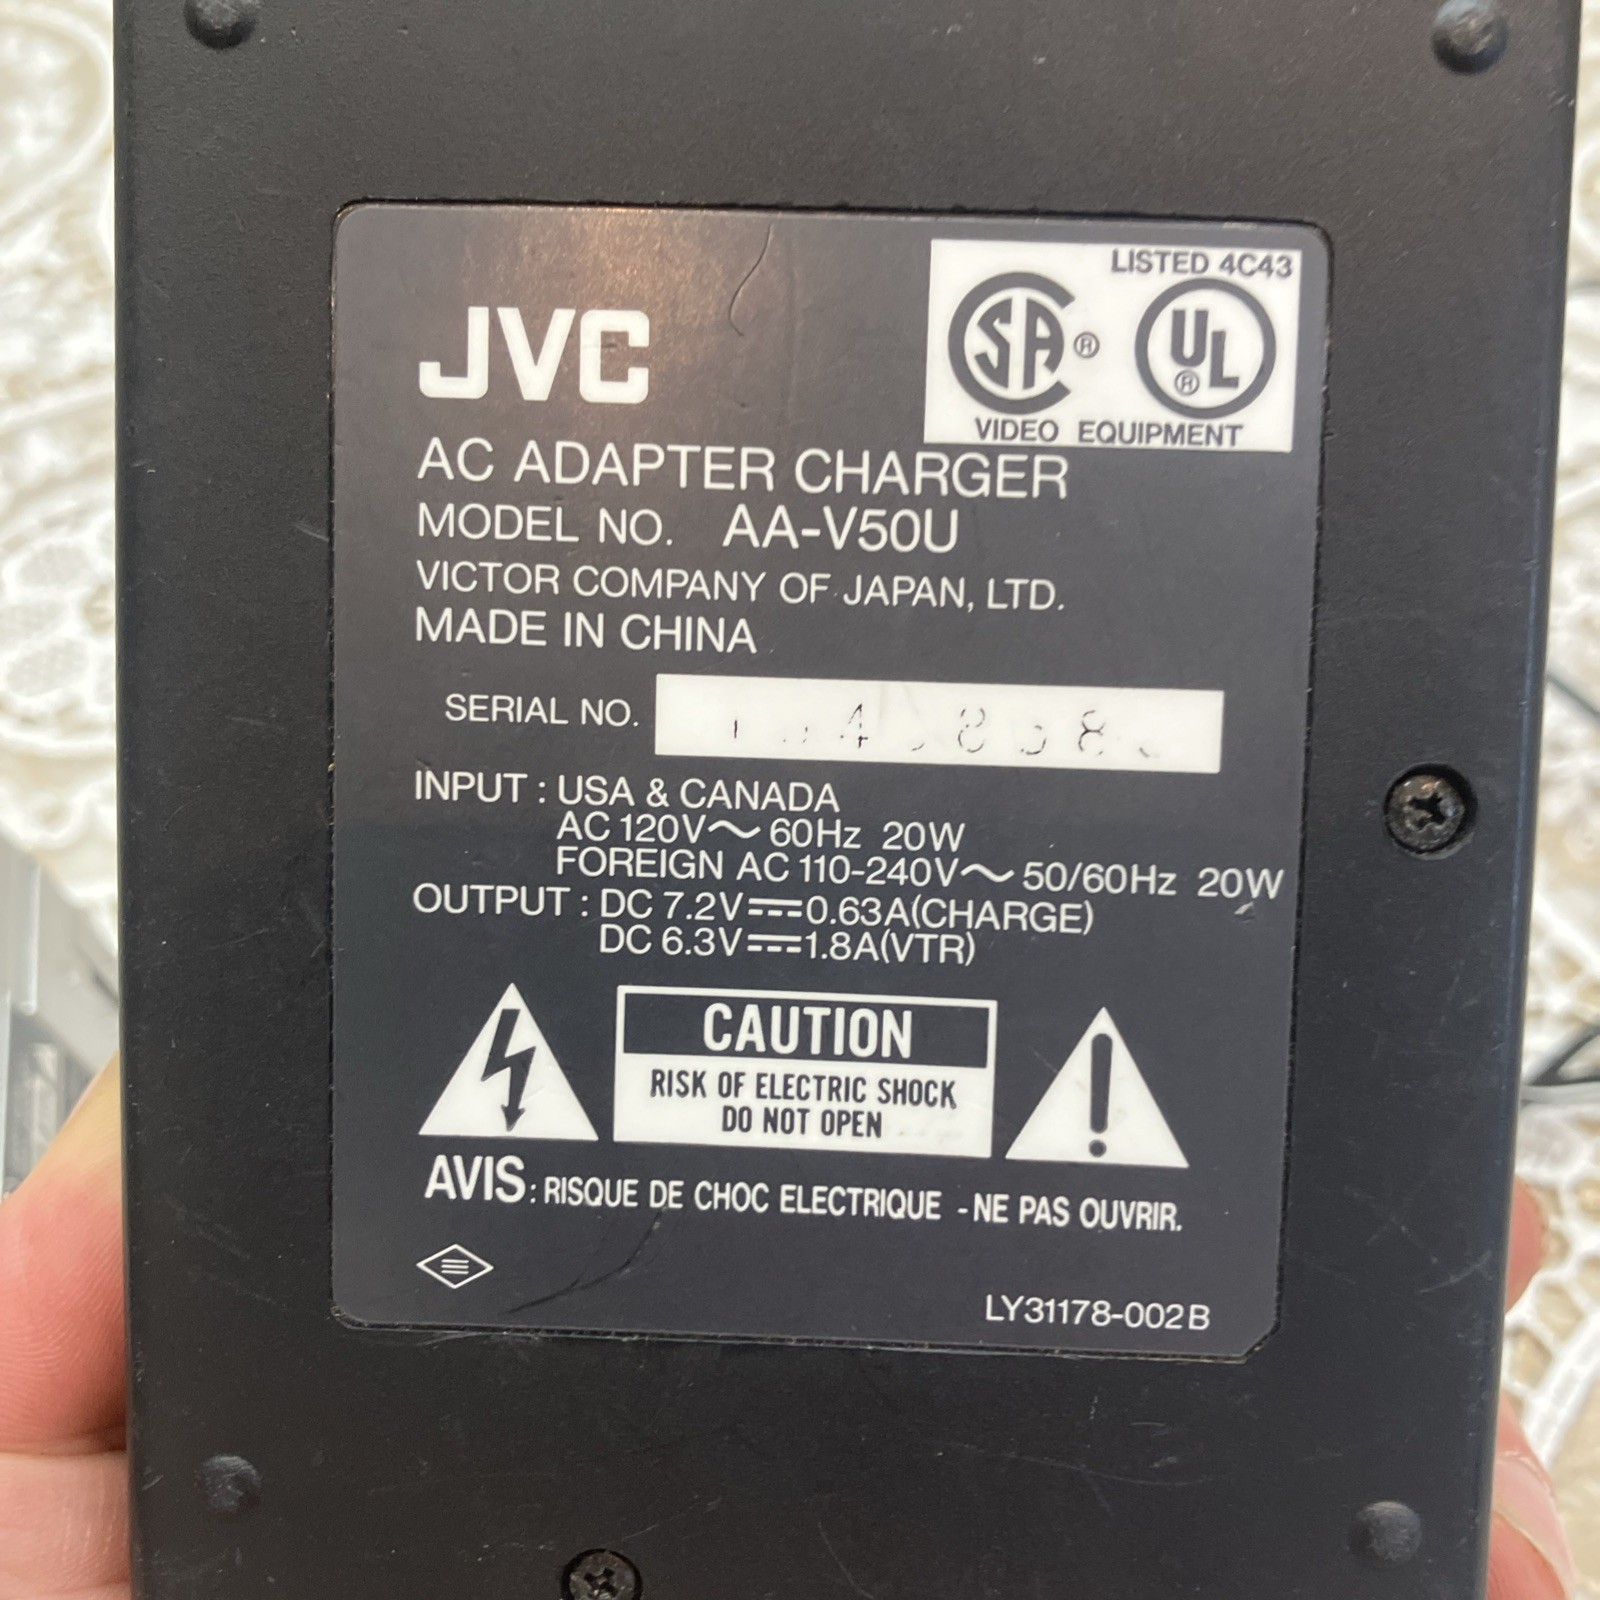 LISTED 4C43
SA ® UL ®
VIDEO EQUIPMENT
JVC
AC ADAPTER CHARGER
MODEL NO. AA-V50U
VICTOR COMPANY OF JAPAN, LTD.
MADE IN CHINA
SERIAL NO.
INPUT : USA & CANADA
AC 120V〜 60Hz 20W
FOREIGN AC 110-240V〜 50/60Hz 20W
OUTPUT : DC 7.2V⎓0.63A(CHARGE)
DC 6.3V⎓1.8A(VTR)
CAUTION
RISK OF ELECTRIC SHOCK
DO NOT OPEN
AVIS: RISQUE DE CHOC ELECTRIQUE - NE PAS OUVRIR.
LY31178-002B